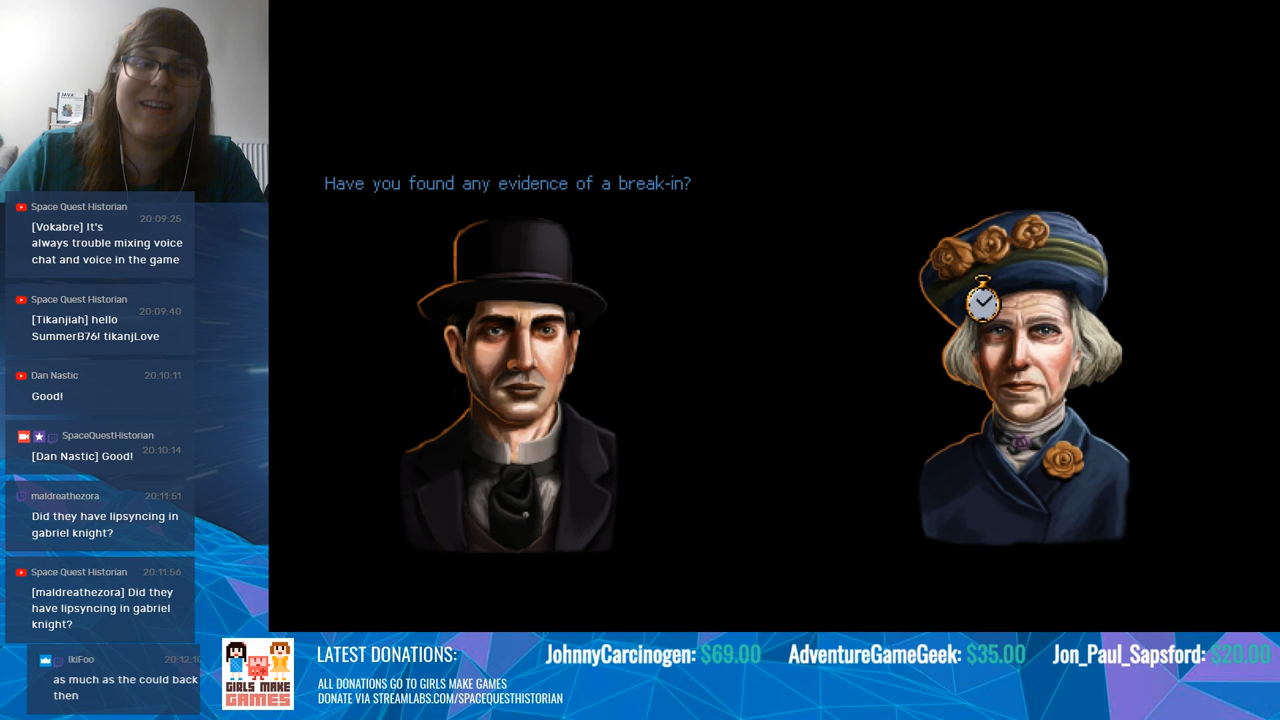 JAVA
Have you found any evidence of a break-in?
Space Quest Historian
20:09:25
[Vokabre] It's
always trouble mixing voice
chat and voice in the game
Space Quest Historian
20:09:40
[Tikanjiah] hello
SummerB76! tikanjLove
Dan Nastic 20:10:11
Good!
SpaceQuestHistorian
20:10:14
[Dan Nastic] Good!
maldreathezora 20:11:51
Did they have lipsyncing in
gabriel knight?
Space Quest Historian 20:11:56
[maldreathezora] Did they
have lipsyncing in gabriel
knight?
IkiFoo
as much as the could back
then
GIRLS MAKE
GAMES
LATEST DONATIONS:
JohnnyCarcinogen: $69.00 AdventureGameGeek: $35.00 Jon_Paul_Sapsford: $20.00
ALL DONATIONS GO TO GIRLS MAKE GAMES
DONATE VIA STREAMLABS.COM/SPACEQUESTHISTORIAN